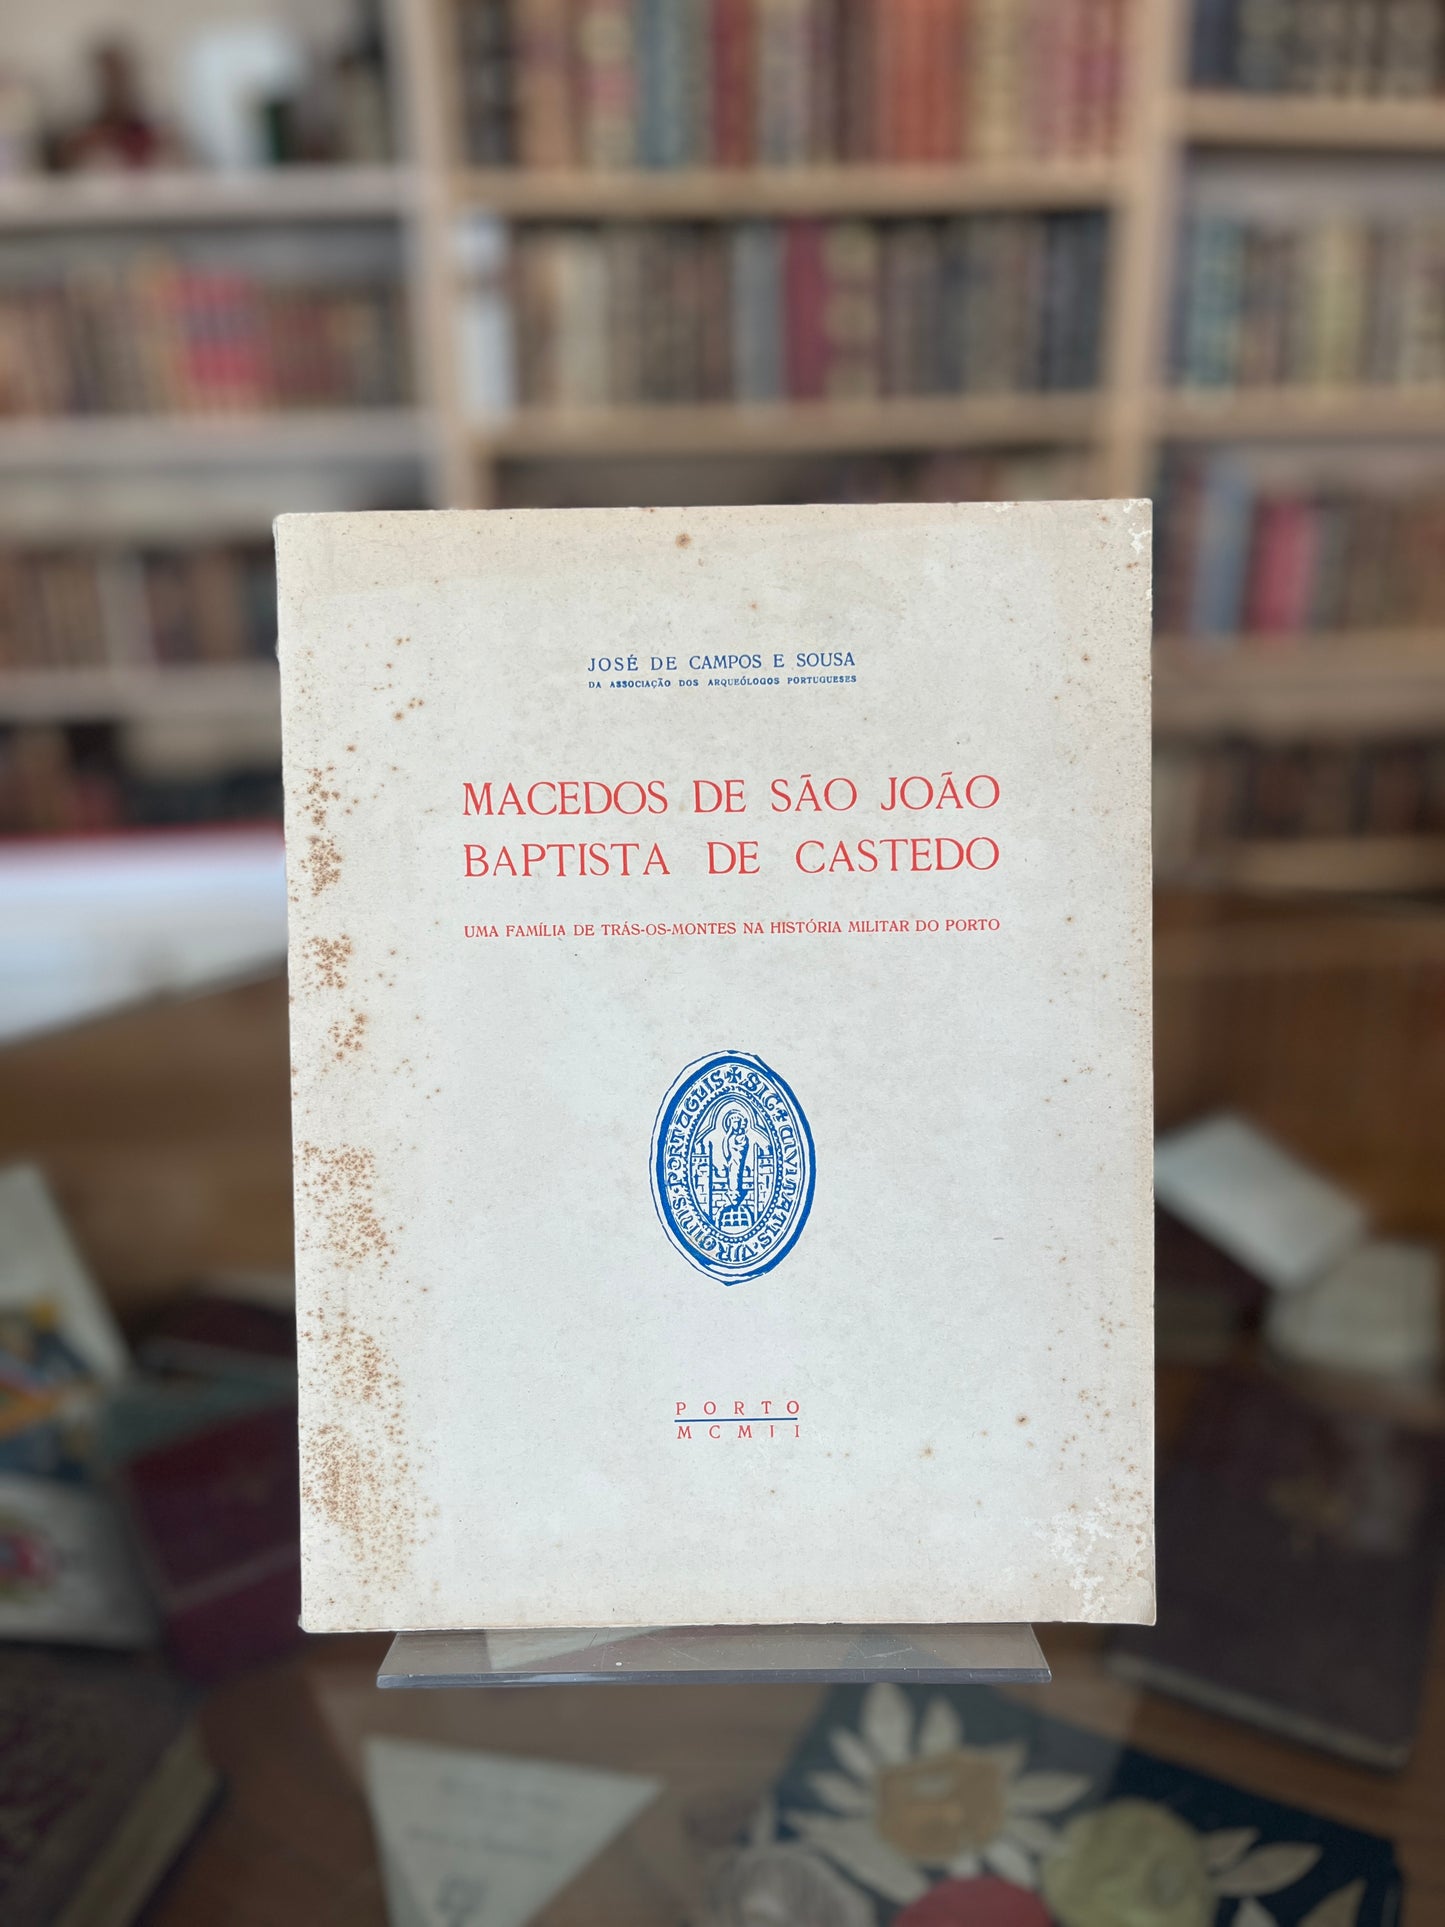 JOSÉ DE CAMPOS E SOUSA
DA ASSOCIAÇÃO DOS ARQUEÓLOGOS PORTUGUESES
MACEDOS DE SÃO JOÃO
BAPTISTA DE CASTEDO
UMA FAMÍLIA DE TRÁS-OS-MONTES NA HISTÓRIA MILITAR DO PORTO
PORTO
MCMII